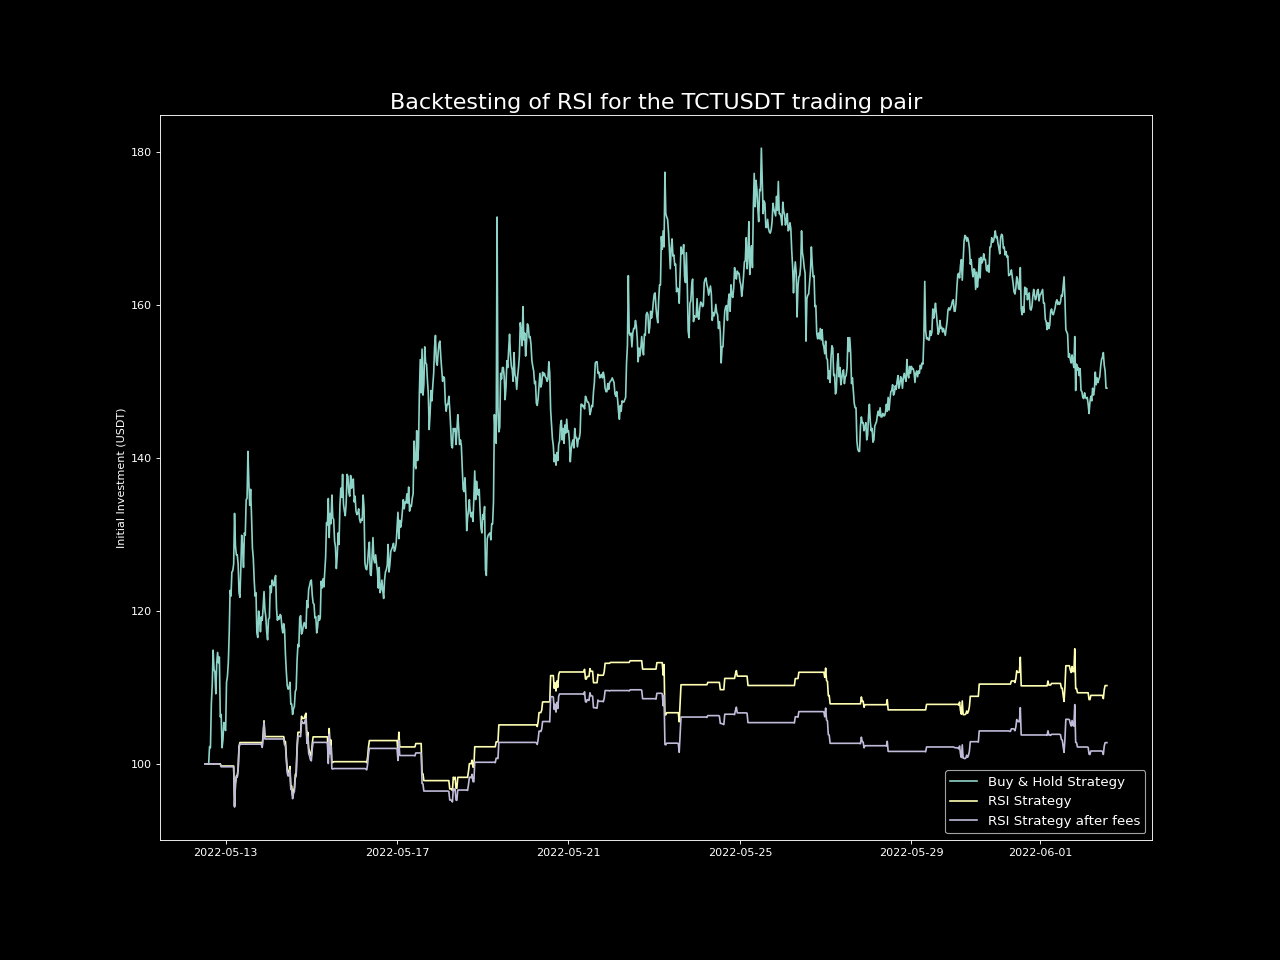 Backtesting of RSI for the TCTUSDT trading pair
Initial Investment (USDT)
180
160
140
120
100
2022-05-13
2022-05-17
2022-05-21
2022-05-25
2022-05-29
2022-06-01
Buy & Hold Strategy
RSI Strategy
RSI Strategy after fees